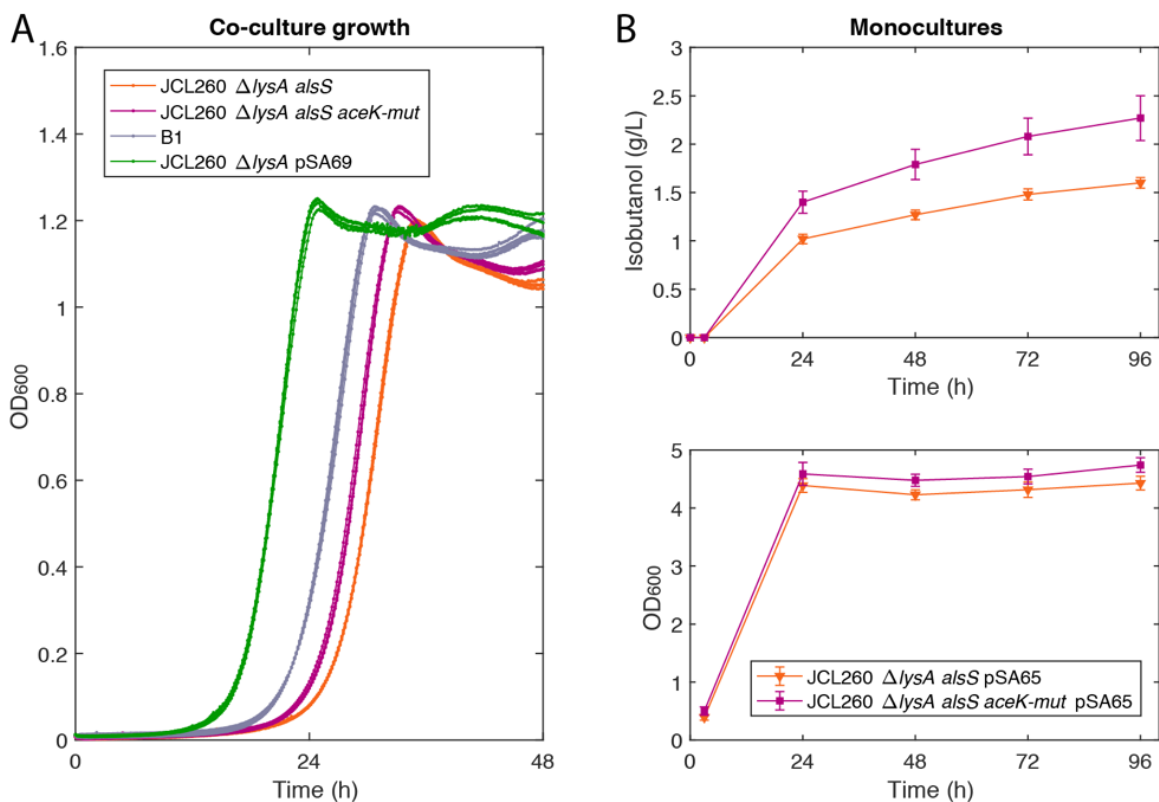 A
Co-culture growth
1.6
1.4
1.2
1
0.8
0.6
0.4
0.2
0
OD600
JCL260 ΔlysA alsS
JCL260 ΔlysA alsS aceK-mut
B1
JCL260 ΔlysA pSA69
0
24
48
Time (h)
B
Monocultures
3
2.5
2
1.5
1
0.5
0
Isobutanol (g/L)
0
24
48
72
96
Time (h)
5
4
3
2
1
0
OD600
JCL260 ΔlysA alsS pSA65
JCL260 ΔlysA alsS aceK-mut pSA65
0
24
48
72
96
Time (h)